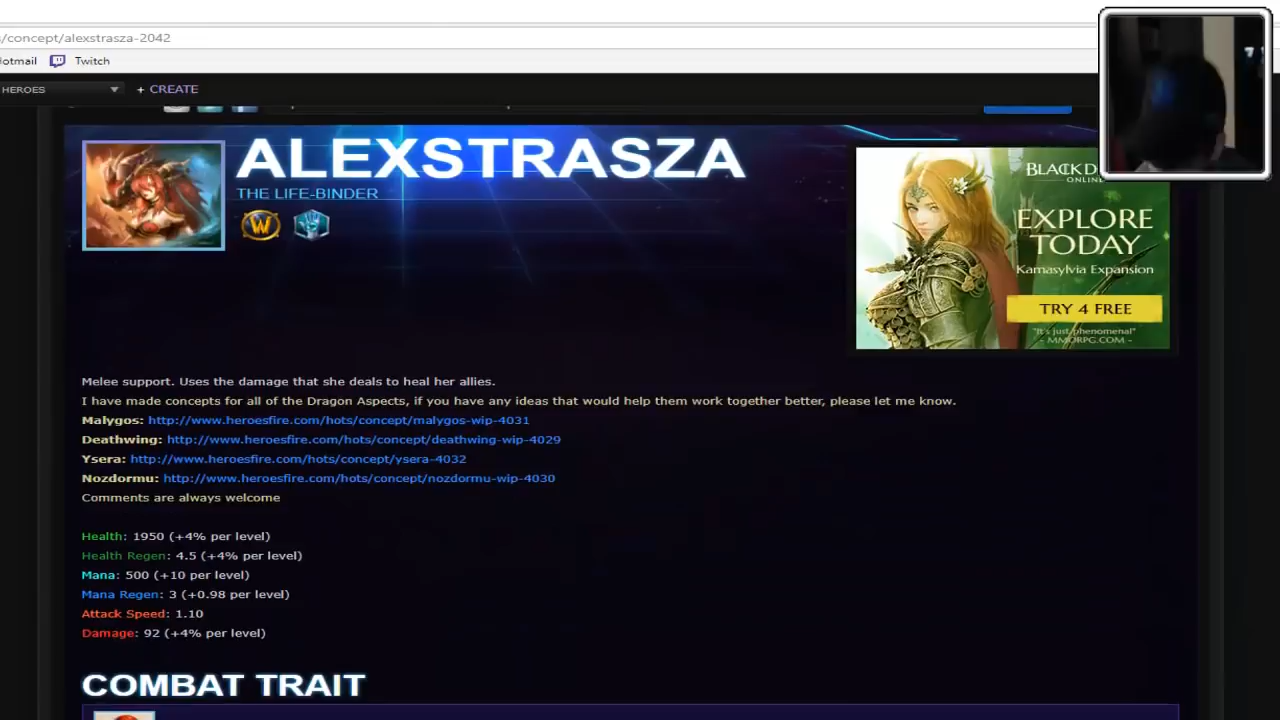 /concept/alexstrasza-2042
otmail Twitch
HEROES + CREATE
ALEXSTRASZA
THE LIFE-BINDER
W
BLACK D
ONLINE
EXPLORE
TODAY
Kamasylvia Expansion
TRY 4 FREE
"It's just phenomenal"
- MMORPG.COM -
Melee support. Uses the damage that she deals to heal her allies.
I have made concepts for all of the Dragon Aspects, if you have any ideas that would help them work together better, please let me know.
Malygos: http://www.heroesfire.com/hots/concept/malygos-wip-4031
Deathwing: http://www.heroesfire.com/hots/concept/deathwing-wip-4029
Ysera: http://www.heroesfire.com/hots/concept/ysera-4032
Nozdormu: http://www.heroesfire.com/hots/concept/nozdormu-wip-4030
Comments are always welcome
Health: 1950 (+4% per level)
Health Regen: 4.5 (+4% per level)
Mana: 500 (+10 per level)
Mana Regen: 3 (+0.98 per level)
Attack Speed: 1.10
Damage: 92 (+4% per level)
COMBAT TRAIT